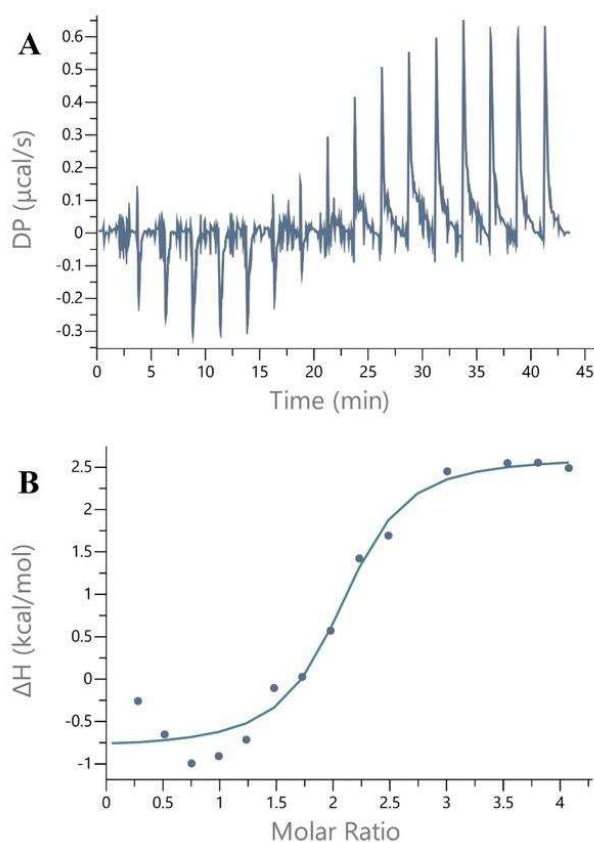 A
0.6
0.5
0.4
0.3
0.2
0.1
0
-0.1
-0.2
-0.3
DP (µcal/s)
0 5 10 15 20 25 30 35 40 45
Time (min)
B
2.5
2
1.5
1
0.5
0
-0.5
-1
ΔH (kcal/mol)
0 0.5 1 1.5 2 2.5 3 3.5 4
Molar Ratio